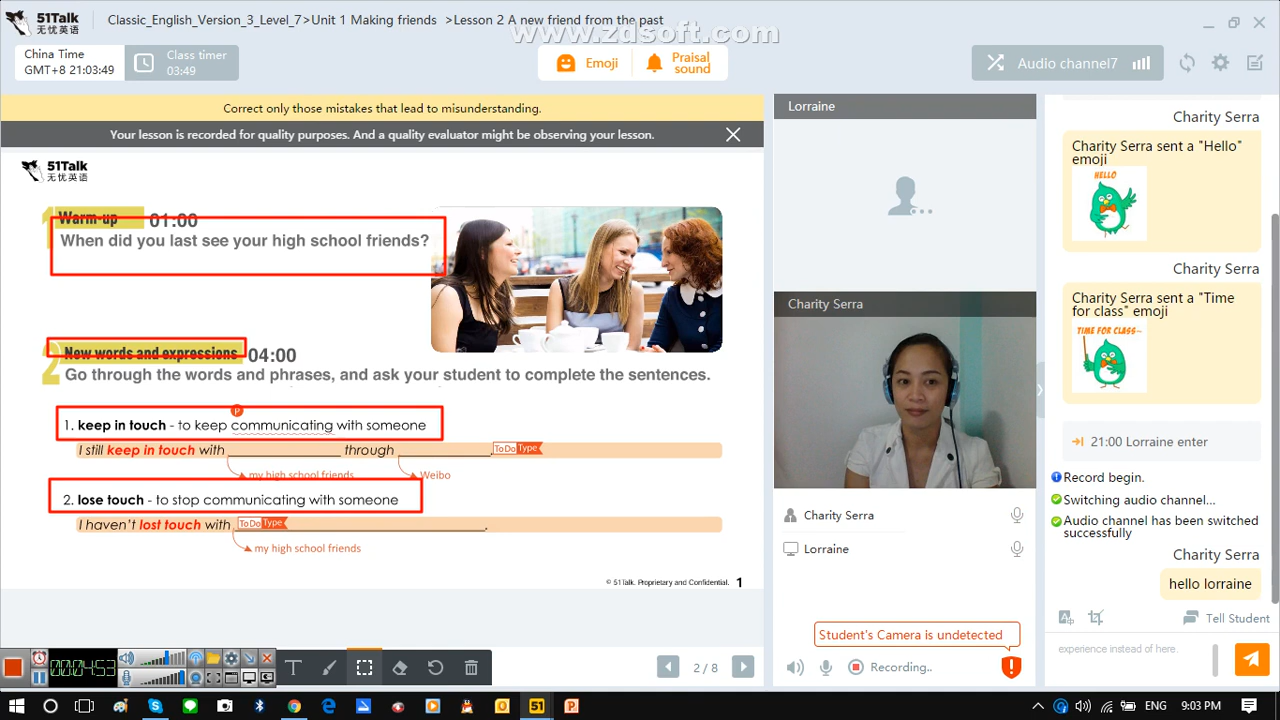 51Talk
无忧英语
Classic_English_Version_3_Level_7>Unit 1 Making friends >Lesson 2 A new friend from the past
www.zdsoft.com
China Time
GMT+8 21:03:49
Class timer
03:49
Emoji
Praisal
sound
Audio channel7
Correct only those mistakes that lead to misunderstanding.
Your lesson is recorded for quality purposes. And a quality evaluator might be observing your lesson.
51Talk
无忧英语
1
Warm-up 01:00
When did you last see your high school friends?
2
New words and expressions 04:00
Go through the words and phrases, and ask your student to complete the sentences.
P
1. keep in touch - to keep communicating with someone
I still keep in touch with ____________ through ____________. ToDo Type
my high school friends Weibo
2. lose touch - to stop communicating with someone
I haven't lost touch with ToDo Type ____________.
my high school friends
© 51Talk. Proprietary and Confidential. 1
Lorraine
Charity Serra
Charity Serra
Lorraine
Student's Camera is undetected
Recording..
Charity Serra
Charity Serra sent a "Hello"
emoji
HELLO
Charity Serra
Charity Serra sent a "Time
for class" emoji
TIME FOR CLASS~
21:00 Lorraine enter
Record begin.
Switching audio channel...
Audio channel has been switched
successfully
Charity Serra
hello lorraine
Tell Student
experience instead of here.
00:04:53
2 / 8
51
ENG
9:03 PM